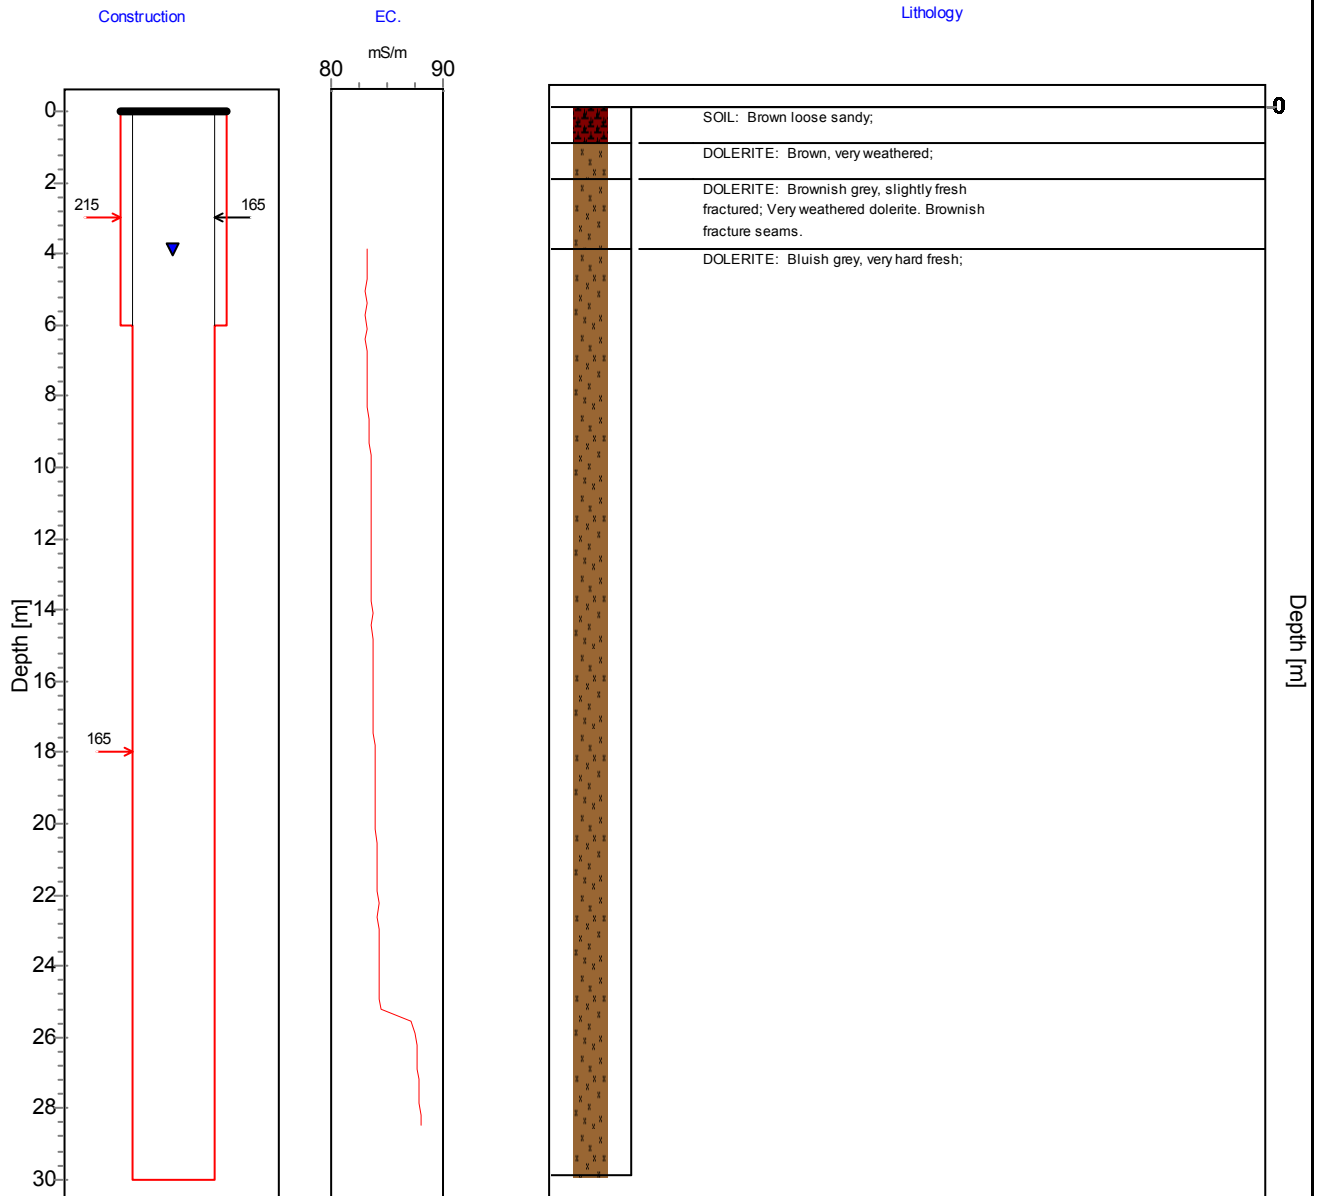 Construction
EC.
Lithology
mS/m
80 90
0
2
4
6
8
10
12
14
16
18
20
22
24
26
28
30
Depth [m]
215
165
165
SOIL: Brown loose sandy;
DOLERITE: Brown, very weathered;
DOLERITE: Brownish grey, slightly fresh
fractured; Very weathered dolerite. Brownish
fracture seams.
DOLERITE: Bluish grey, very hard fresh;
0
Depth [m]